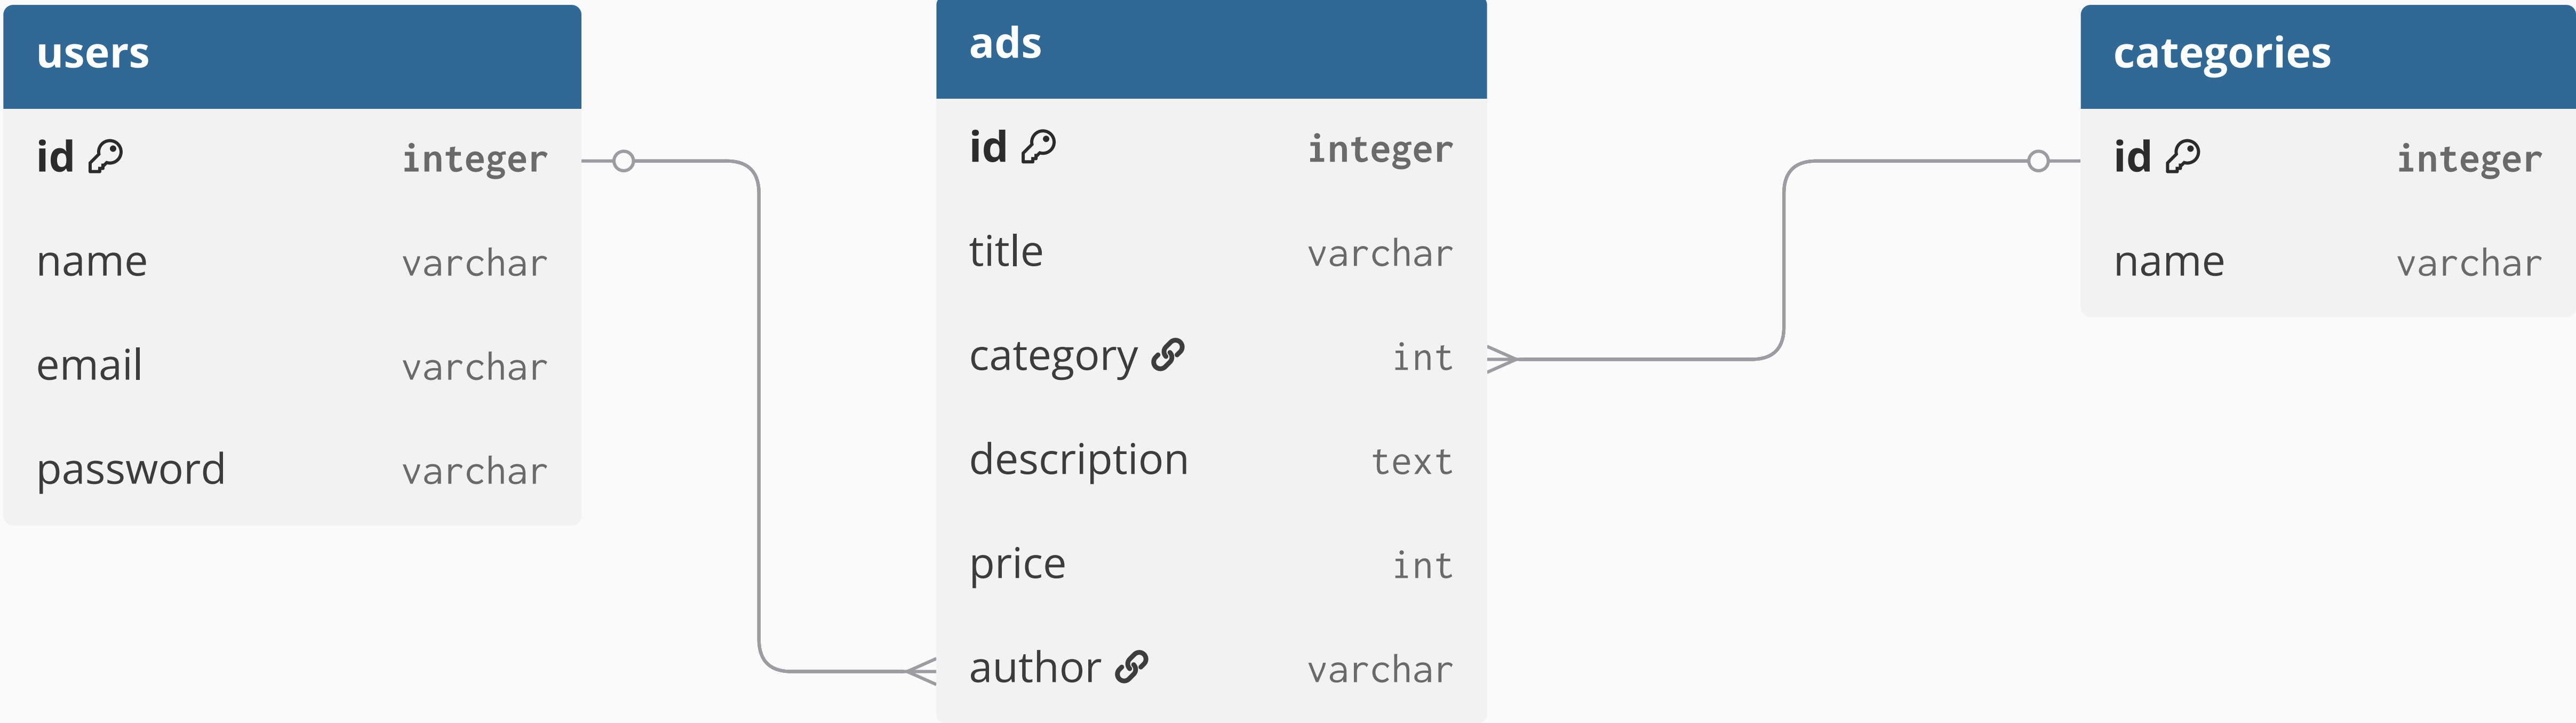 users
id integer
name varchar
email varchar
password varchar
ads
id integer
title varchar
category int
description text
price int
author varchar
categories
id integer
name varchar